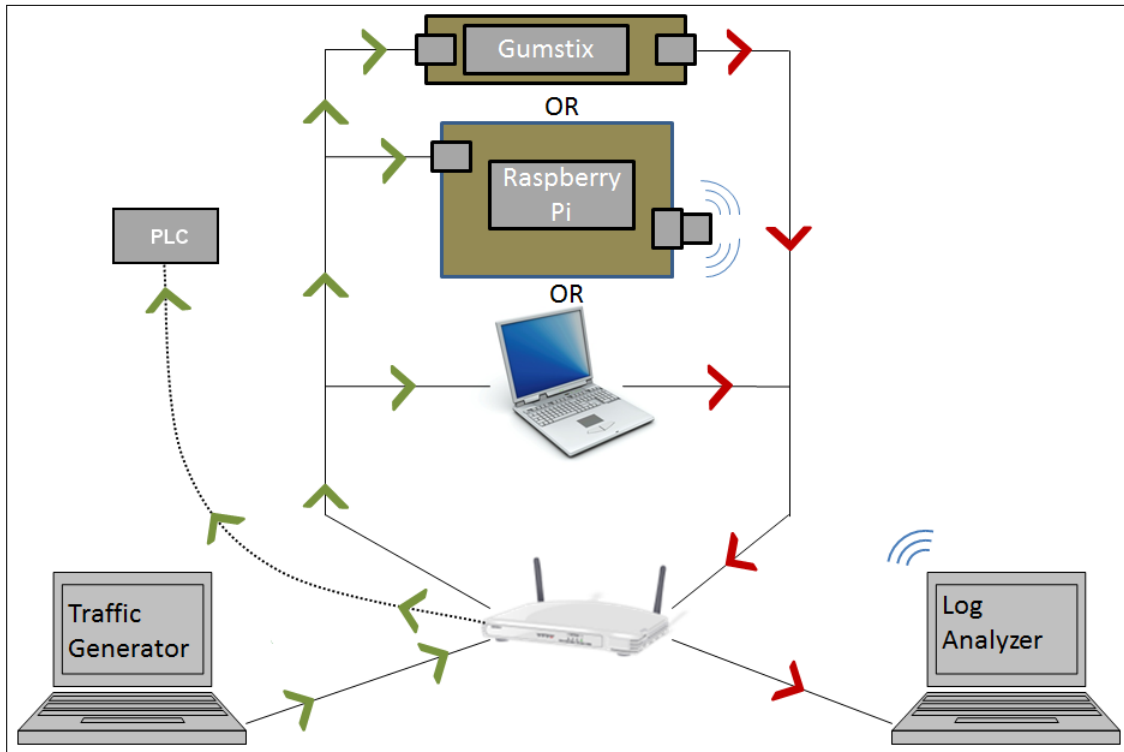 Gumstix
OR
Raspberry
Pi
PLC
OR
Traffic
Generator
Log
Analyzer